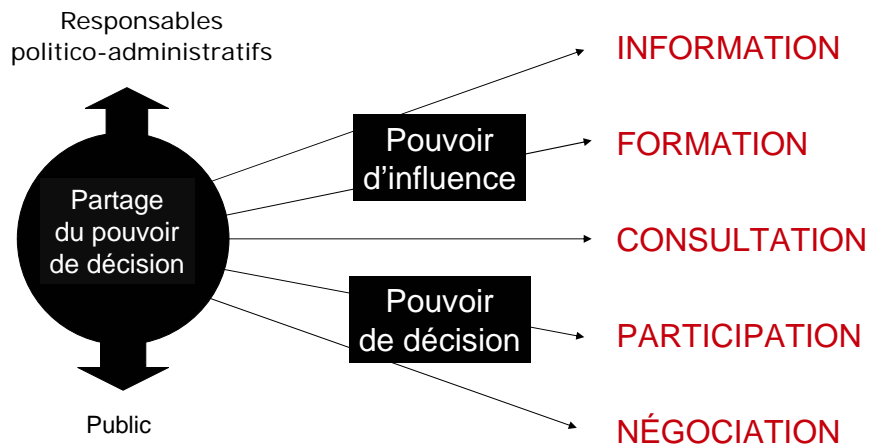 Responsables
politico-administratifs
Partage
du pouvoir
de décision
Public
Pouvoir
d'influence
Pouvoir
de décision
INFORMATION
FORMATION
CONSULTATION
PARTICIPATION
NÉGOCIATION